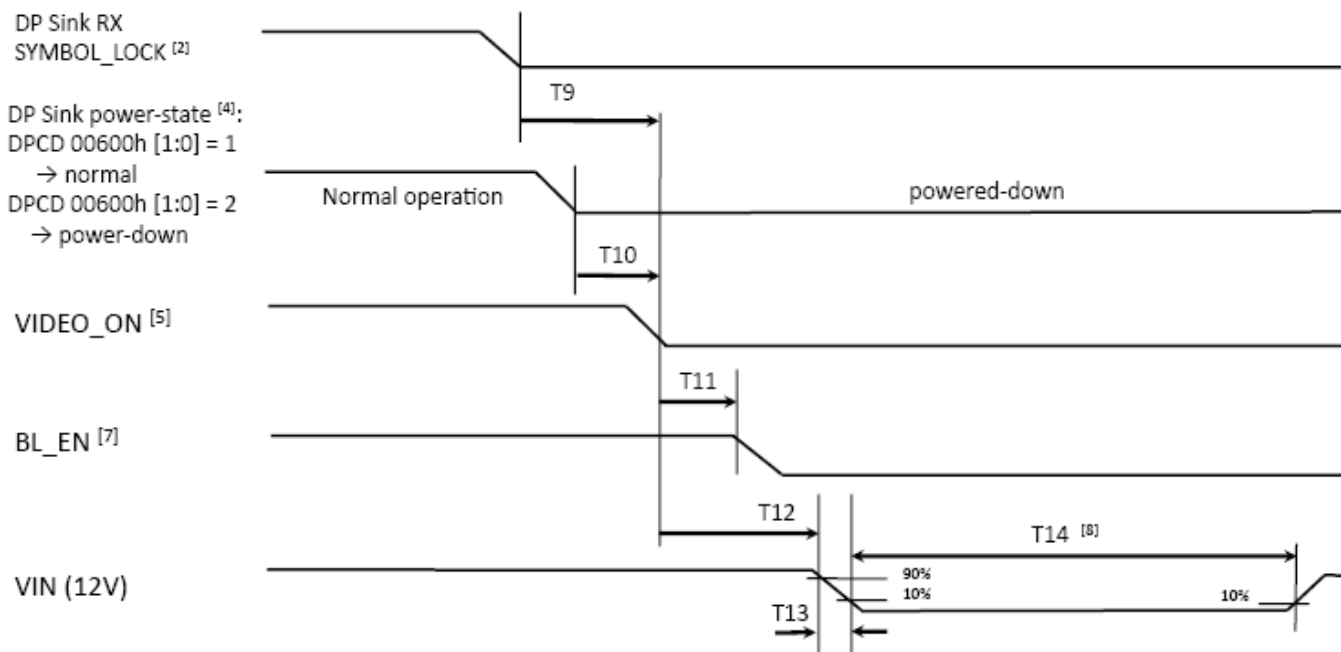 DP Sink RX
SYMBOL_LOCK [2]
T9
DP Sink power-state [4]:
DPCD 00600h [1:0] = 1
→ normal
DPCD 00600h [1:0] = 2
→ power-down
Normal operation
powered-down
T10
VIDEO_ON [5]
T11
BL_EN [7]
T12
T14 [8]
VIN (12V)
90%
10%
10%
T13